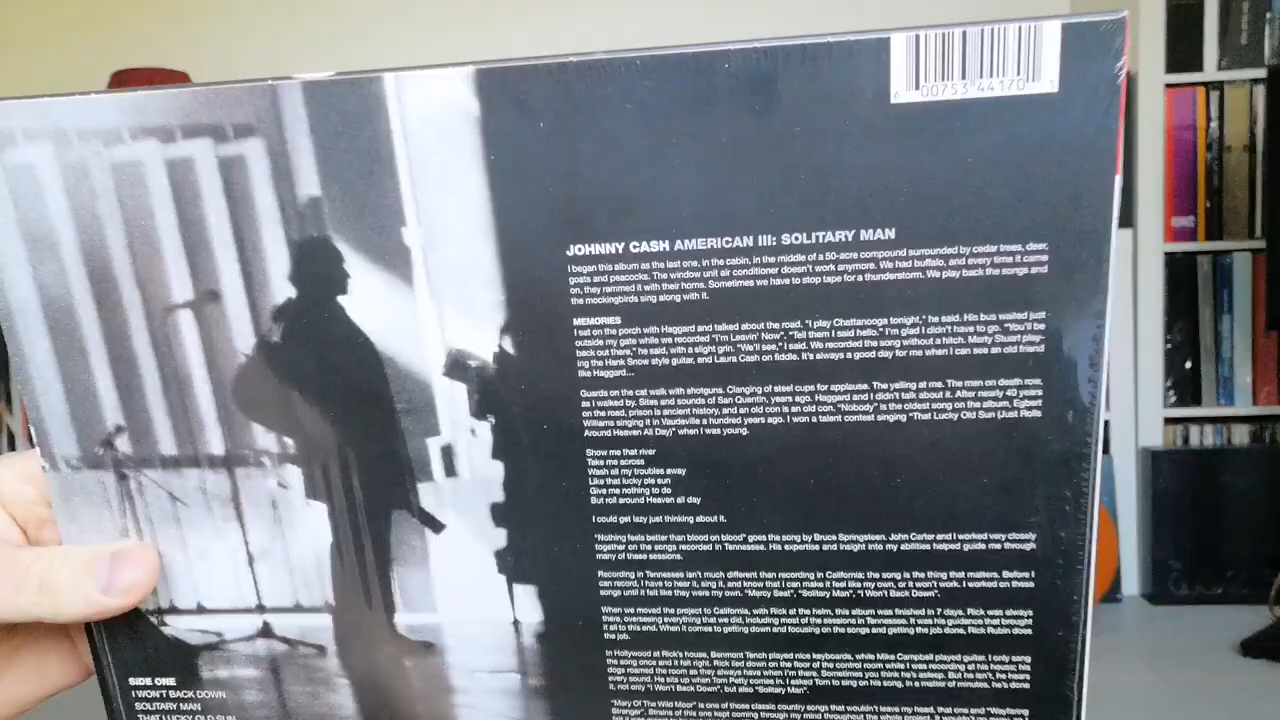 6 00753 44170
JOHNNY CASH AMERICAN III: SOLITARY MAN
I began this album as the last one, in the cabin, in the middle of a 50-acre compound surrounded by cedar trees, deer,
goats and peacocks. The window unit air conditioner doesn't work anymore. We had buffalo, and every time it came
on, they rammed it with their horns. Sometimes we have to stop tape for a thunderstorm. We play back the songs and
the mockingbirds sing along with it.
MEMORIES
I sat on the porch with Haggard and talked about the road. "I play Chattanooga tonight," he said. His bus waited just
outside my gate while we recorded "I'm Leavin' Now". "Tell them I said hello." I'm glad I didn't have to go. "You'll be
back out there," he said, with a slight grin. "We'll see," I said. We recorded the song without a hitch. Marty Stuart play-
ing the Hank Snow style guitar, and Laura Cash on fiddle. It's always a good day for me when I can see an old friend
like Haggard...
Guards on the cat walk with shotguns. Clanging of steel cups for applause. The yelling at me. The men on death row,
as I walked by. Sites and sounds of San Quentin, years ago. Haggard and I didn't talk about it. After nearly 40 years
on the road, prison is ancient history, and an old con is an old con. "Nobody" is the oldest song on the album, Egbert
Williams singing it in Vaudeville a hundred years ago. I won a talent contest singing "That Lucky Old Sun (Just Rolls
Around Heaven All Day)" when I was young.
Show me that river
Take me across
Wash all my troubles away
Like that lucky ole sun
Give me nothing to do
But roll around Heaven all day
I could get lazy just thinking about it.
"Nothing feels better than blood on blood" goes the song by Bruce Springsteen. John Carter and I worked very closely
together on the songs recorded in Tennessee. His expertise and insight into my abilities helped guide me through
many of these sessions.
Recording in Tennessee isn't much different than recording in California; the song is the thing that matters. Before I
can record, I have to hear it, sing it, and know that I can make it feel like my own, or it won't work. I worked on these
songs until it felt like they were my own. "Mercy Seat", "Solitary Man", "I Won't Back Down".
When we moved the project to California, with Rick at the helm, this album was finished in 7 days. Rick was always
there, overseeing everything that we did, including most of the sessions in Tennessee. It was his guidance that brought
it all to this end. When it comes to getting down and focusing on the songs and getting the job done, Rick Rubin does
the job.
In Hollywood at Rick's house, Benmont Tench played nice keyboards, while Mike Campbell played guitar. I only sang
the song once and it felt right. Rick lied down on the floor of the control room while I was recording at his house; his
dogs roamed the room as they always have when I'm there. Sometimes you think he's asleep. But he isn't, he hears
every sound. He sits up when Tom Petty comes in. I asked Tom to sing on his song, in a matter of minutes, he's done
it, not only "I Won't Back Down", but also "Solitary Man".
"Mary Of The Wild Moor" is one of those classic country songs that wouldn't leave my head, that one and "Wayfaring
Stranger". Strains of this one kept coming through my mind throughout the whole project.
SIDE ONE
I WON'T BACK DOWN
SOLITARY MAN
THAT LUCKY OLD SUN